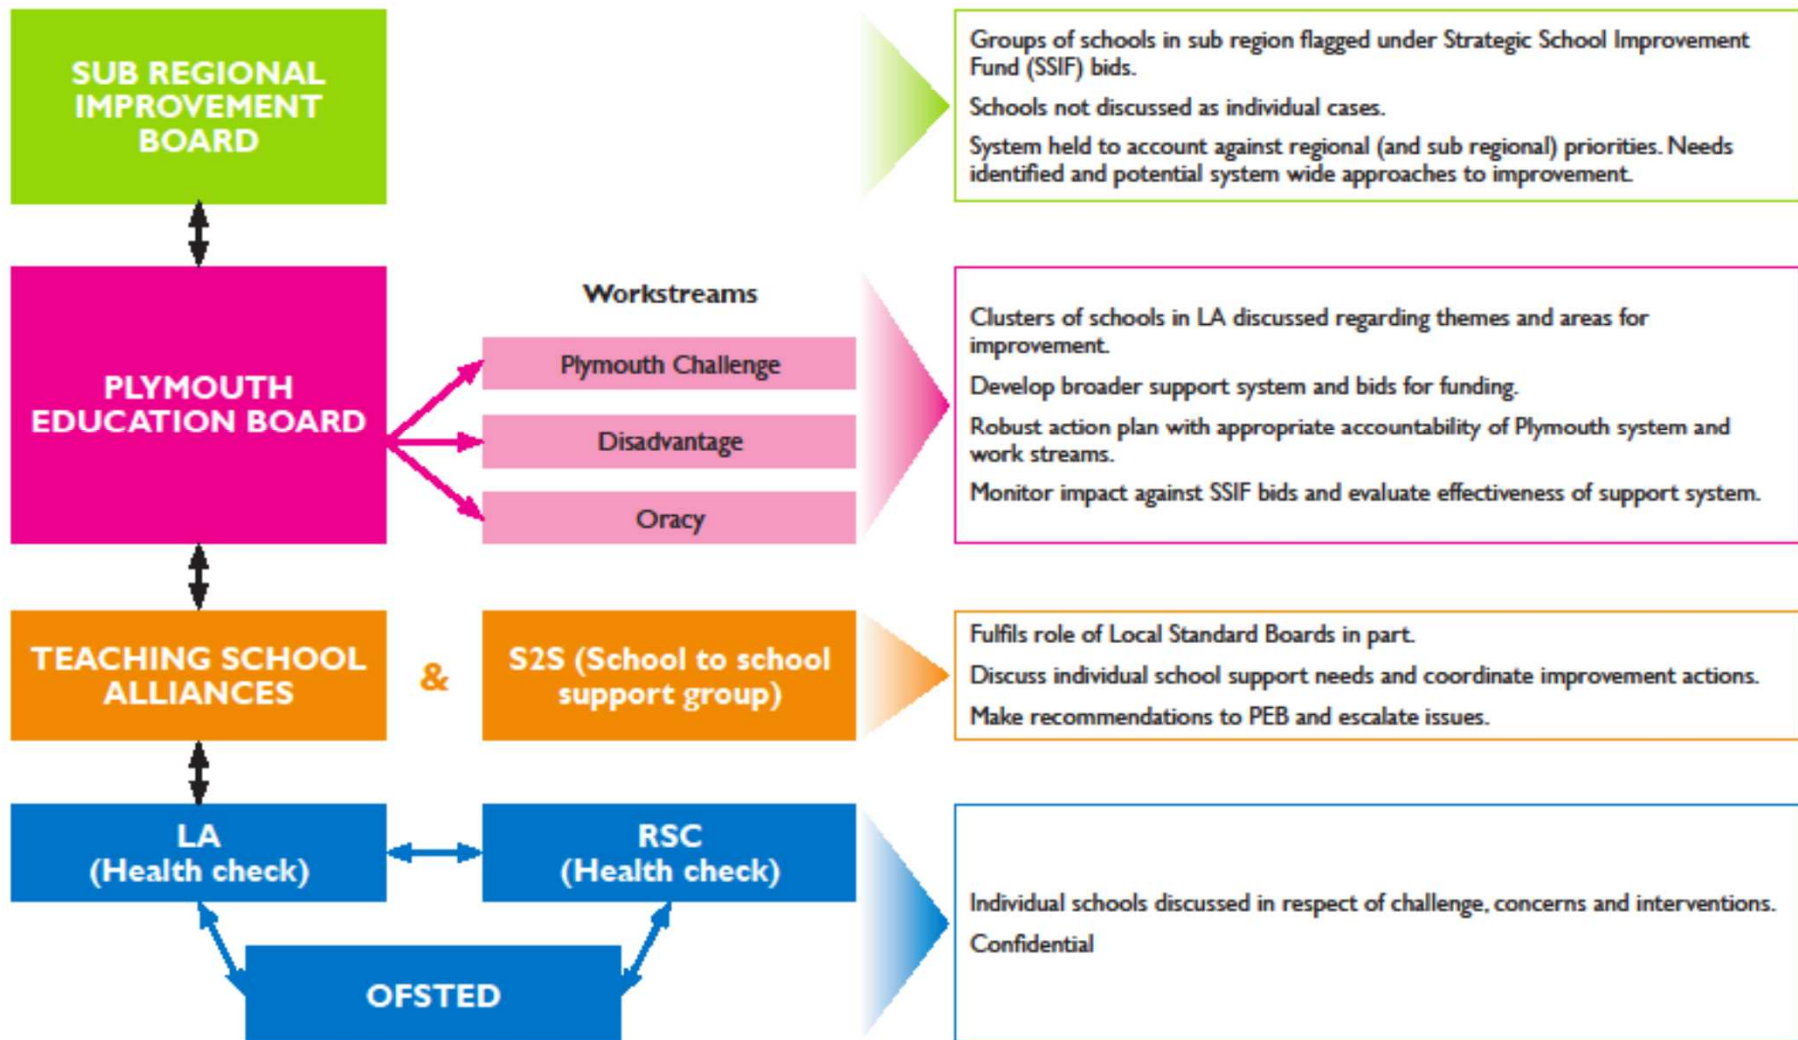 SUB REGIONAL
IMPROVEMENT
BOARD
Groups of schools in sub region flagged under Strategic School Improvement
Fund (SSIF) bids.
Schools not discussed as individual cases.
System held to account against regional (and sub regional) priorities. Needs
identified and potential system wide approaches to improvement.
PLYMOUTH
EDUCATION BOARD
Workstreams
Plymouth Challenge
Disadvantage
Oracy
Clusters of schools in LA discussed regarding themes and areas for
improvement.
Develop broader support system and bids for funding.
Robust action plan with appropriate accountability of Plymouth system and
work streams.
Monitor impact against SSIF bids and evaluate effectiveness of support system.
TEACHING SCHOOL
ALLIANCES
&
S2S (School to school
support group)
Fulfils role of Local Standard Boards in part.
Discuss individual school support needs and coordinate improvement actions.
Make recommendations to PEB and escalate issues.
LA
(Health check)
RSC
(Health check)
OFSTED
Individual schools discussed in respect of challenge, concerns and interventions.
Confidential